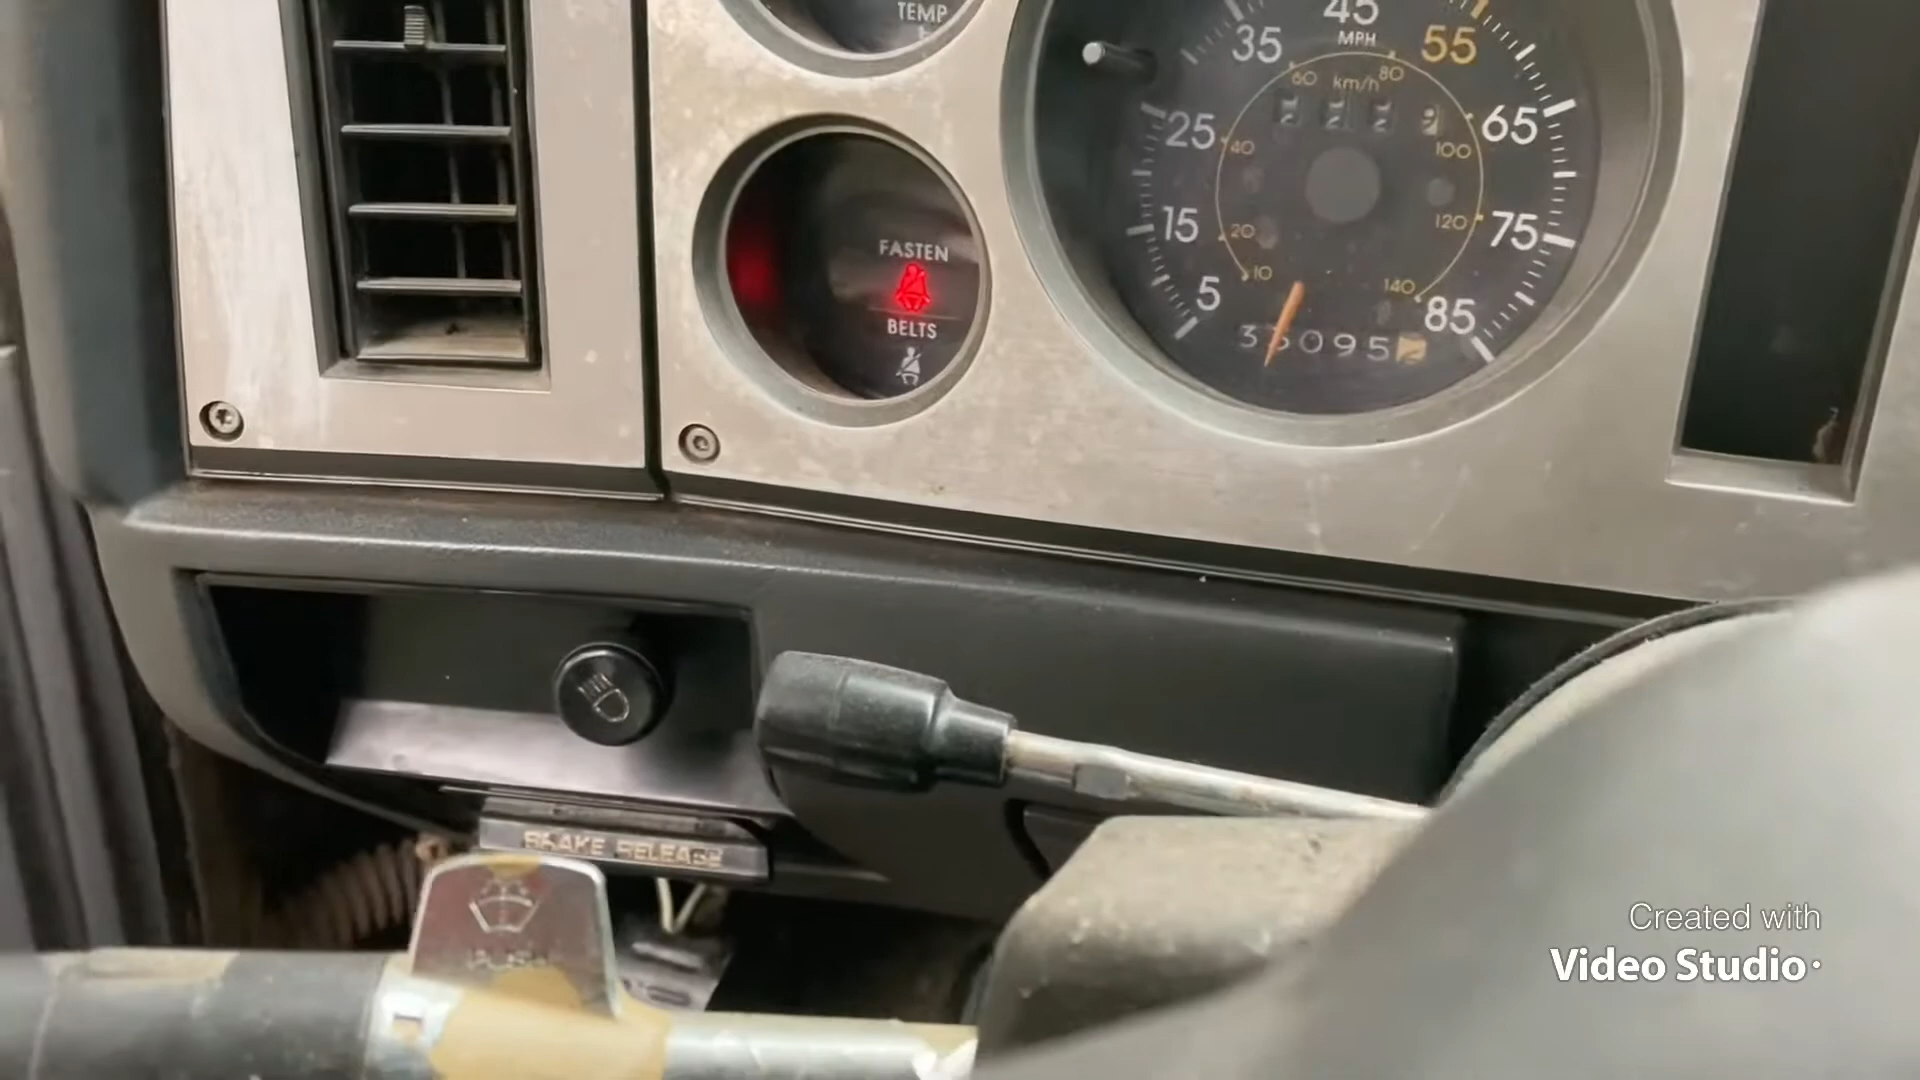 TEMP
H
45
MPH
35
55
60
km/h
80
25
65
40
100
15
75
20
120
5
10
140
85
FASTEN
BELTS
BRAKE RELEASE
PUSH
Created with
Video Studio